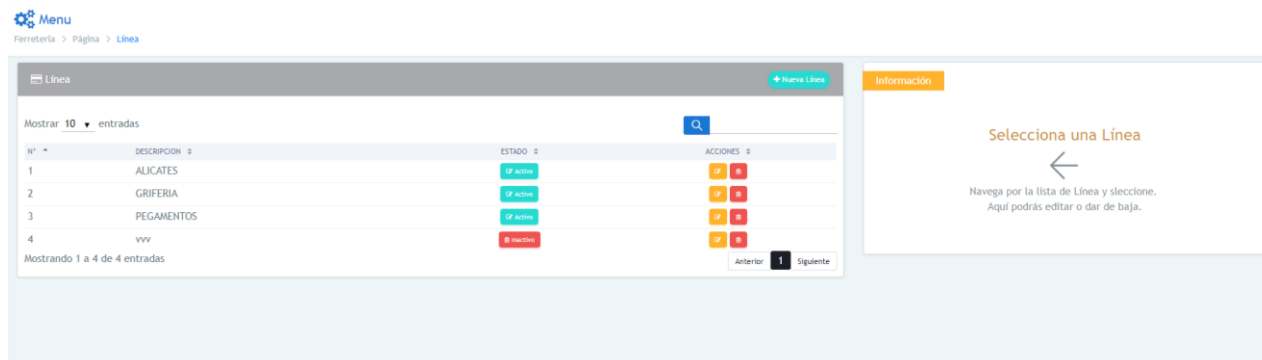 Menu
Ferretería > Página > Línea
Línea
+ Nueva Línea
Mostrar 10 entradas
N° DESCRIPCION ESTADO ACCIONES
1 ALICATES Activo
2 GRIFERIA Activo
3 PEGAMENTOS Activo
4 vvv Inactivo
Mostrando 1 a 4 de 4 entradas
Anterior 1 Siguiente
Información
Selecciona una Línea
Navega por la lista de Línea y sleccione.
Aquí podrás editar o dar de baja.